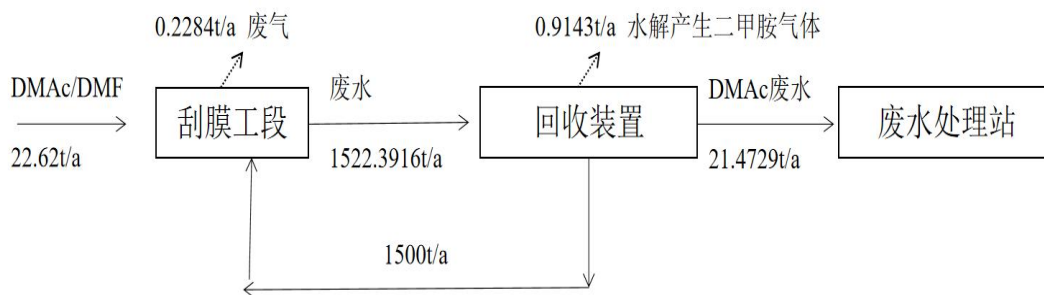 0.2284t/a 废气
0.9143t/a 水解产生二甲胺气体
DMAc/DMF
废水
DMAc废水
刮膜工段
回收装置
废水处理站
22.62t/a
1522.3916t/a
21.4729t/a
1500t/a